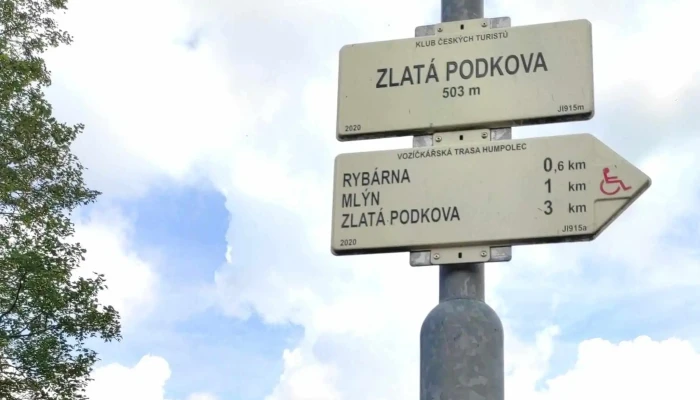 KLUB ČESKÝCH TURISTŮ
ZLATÁ PODKOVA
503 m
2020 JI915m
VOZÍČKÁŘSKÁ TRASA HUMPOLEC
RYBÁRNA 0,6 km
MLÝN 1 km
ZLATÁ PODKOVA 3 km
2020 JI915a